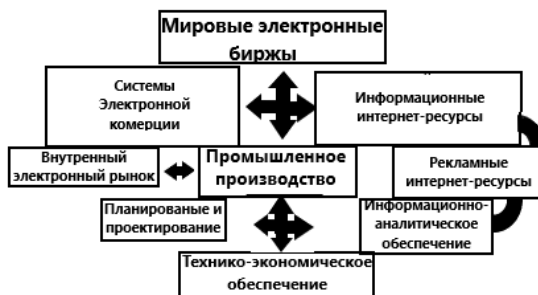 Мировые электронные
биржы
Системы
Электронной
комерции
Информационные
интернет-ресурсы
Внутренный
электронный рынок
Промышленное
производство
Рекламные
интернет-ресурсы
Планированые и
проектирование
Информационно-
аналитическое
обеспечение
Технико-экономическое
обеспечение